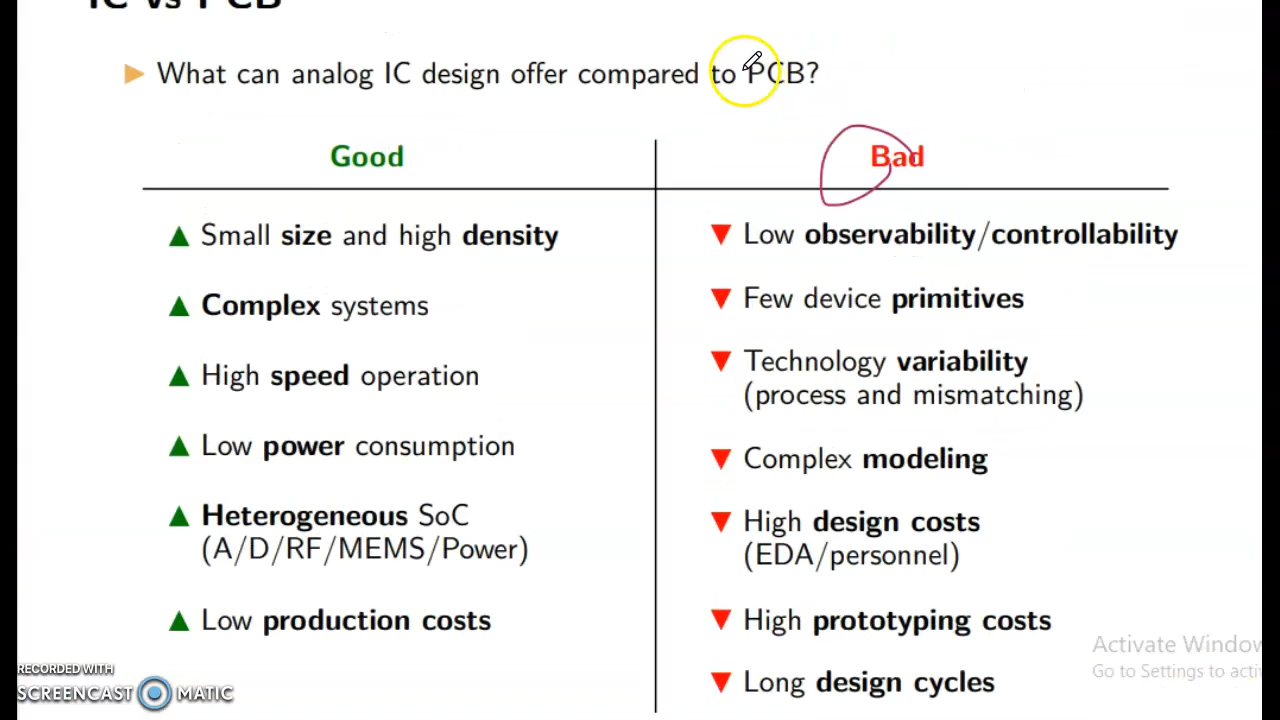 IC vs PCB
What can analog IC design offer compared to PCB?
Good
Bad
Small size and high density
Complex systems
High speed operation
Low power consumption
Heterogeneous SoC
(A/D/RF/MEMS/Power)
Low production costs
Low observability/controllability
Few device primitives
Technology variability
(process and mismatching)
Complex modeling
High design costs
(EDA/personnel)
High prototyping costs
Long design cycles
RECORDED WITH
SCREENCAST MATIC
Activate Window
Go to Settings to acti